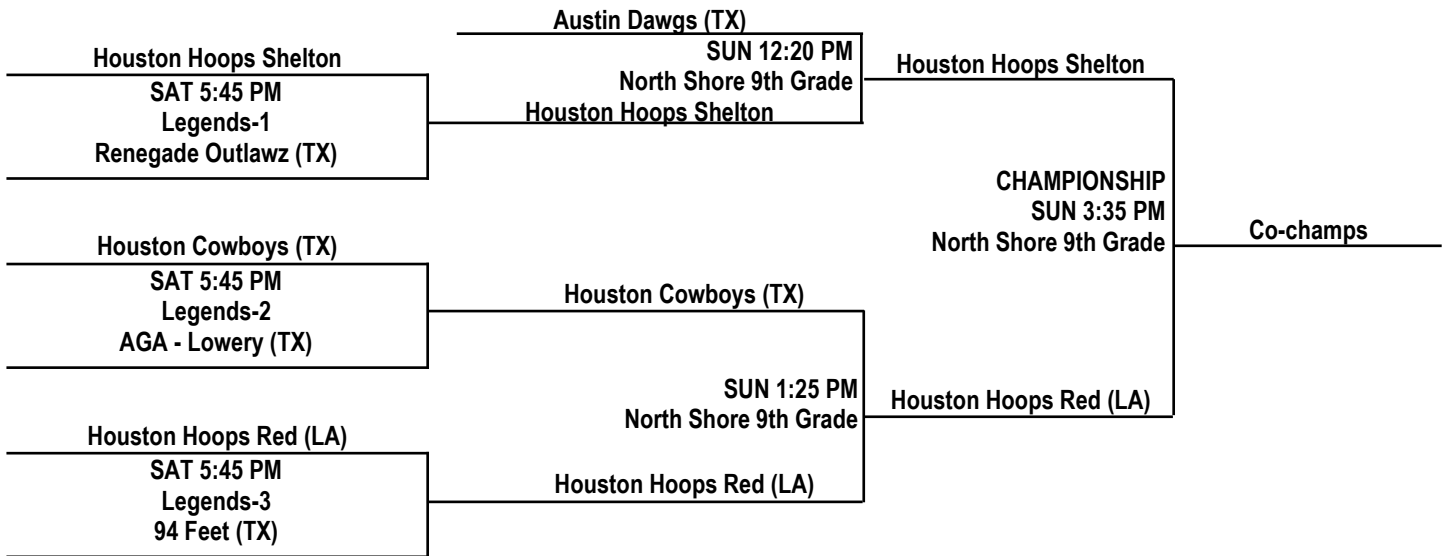 Austin Dawgs (TX)
Houston Hoops Shelton
SUN 12:20 PM
North Shore 9th Grade
Houston Hoops Shelton
SAT 5:45 PM
Legends-1
Renegade Outlawz (TX)
Houston Hoops Shelton
CHAMPIONSHIP
SUN 3:35 PM
North Shore 9th Grade
Co-champs
Houston Cowboys (TX)
SAT 5:45 PM
Legends-2
AGA - Lowery (TX)
Houston Cowboys (TX)
SUN 1:25 PM
North Shore 9th Grade
Houston Hoops Red (LA)
Houston Hoops Red (LA)
SAT 5:45 PM
Legends-3
94 Feet (TX)
Houston Hoops Red (LA)